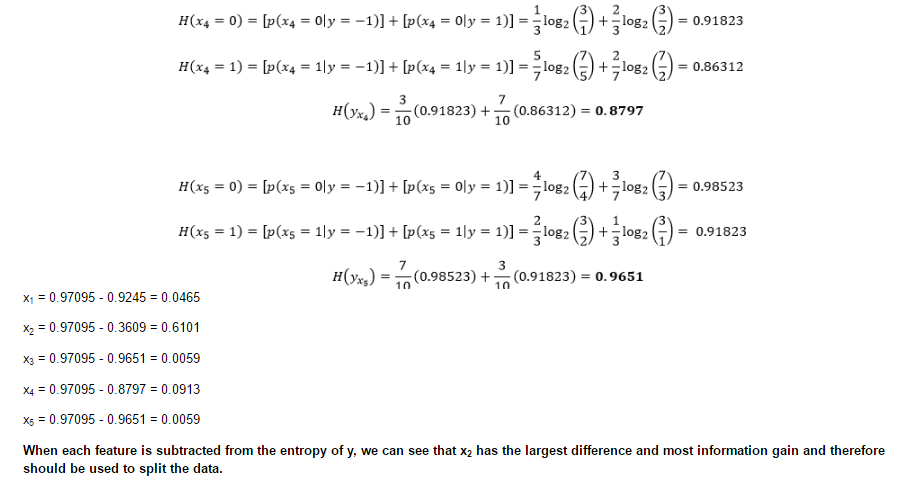 H(x₄ = 0) = [p(x₄ = 0|y = −1)] + [p(x₄ = 0|y = 1)] = 1/3 log₂(3/1) + 2/3 log₂(3/2) = 0.91823
H(x₄ = 1) = [p(x₄ = 1|y = −1)] + [p(x₄ = 1|y = 1)] = 5/7 log₂(7/5) + 2/7 log₂(7/2) = 0.86312
H(yₓ₄) = 3/10 (0.91823) + 7/10 (0.86312) = 0.8797
H(x₅ = 0) = [p(x₅ = 0|y = −1)] + [p(x₅ = 0|y = 1)] = 4/7 log₂(7/4) + 3/7 log₂(7/3) = 0.98523
H(x₅ = 1) = [p(x₅ = 1|y = −1)] + [p(x₅ = 1|y = 1)] = 2/3 log₂(3/2) + 1/3 log₂(3/1) = 0.91823
H(yₓ₅) = 7/10 (0.98523) + 3/10 (0.91823) = 0.9651
x₁ = 0.97095 - 0.9245 = 0.0465
x₂ = 0.97095 - 0.3609 = 0.6101
x₃ = 0.97095 - 0.9651 = 0.0059
x₄ = 0.97095 - 0.8797 = 0.0913
x₅ = 0.97095 - 0.9651 = 0.0059
When each feature is subtracted from the entropy of y, we can see that x₂ has the largest difference and most information gain and therefore
should be used to split the data.